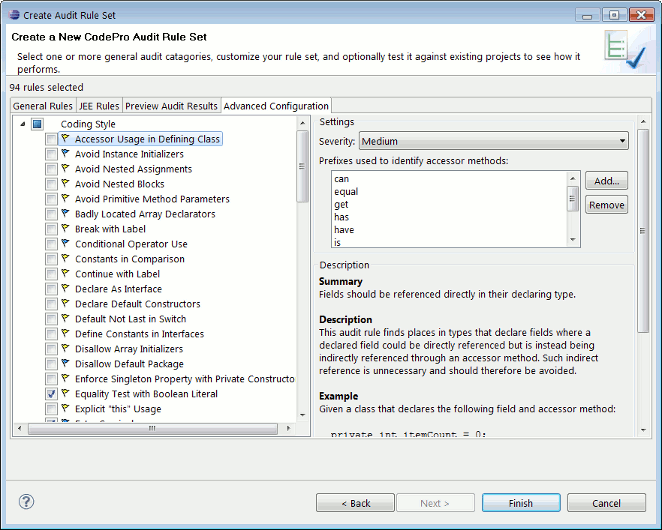 Create Audit Rule Set
Create a New CodePro Audit Rule Set
Select one or more general audit catagories, customize your rule set, and optionally test it against existing projects to see how it
performs.
94 rules selected
General Rules JEE Rules Preview Audit Results Advanced Configuration
Coding Style
Accessor Usage in Defining Class
Avoid Instance Initializers
Avoid Nested Assignments
Avoid Nested Blocks
Avoid Primitive Method Parameters
Badly Located Array Declarators
Break with Label
Conditional Operator Use
Constants in Comparison
Continue with Label
Declare As Interface
Declare Default Constructors
Default Not Last in Switch
Define Constants in Interfaces
Disallow Array Initializers
Disallow Default Package
Enforce Singleton Property with Private Constructo
Equality Test with Boolean Literal
Explicit "this" Usage
Settings
Severity: Medium
Prefixes used to identify accessor methods:
can
equal
get
has
have
is
Add...
Remove
Description
Summary
Fields should be referenced directly in their declaring type.
Description
This audit rule finds places in types that declare fields where a
declared field could be directly referenced but is instead being
indirectly referenced through an accessor method. Such indirect
reference is unnecessary and should therefore be avoided.
Example
Given a class that declares the following field and accessor method:
private int itemCount = 0;
? < Back Next > Finish Cancel